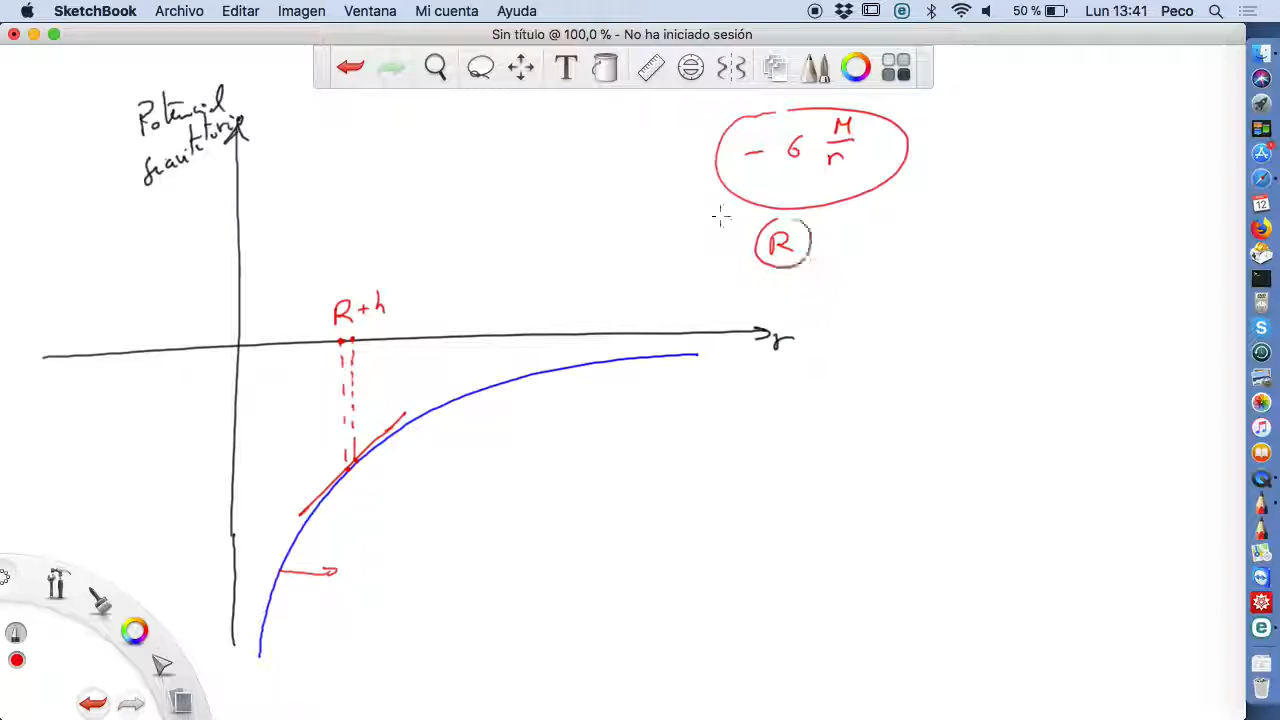 SketchBook Archivo Editar Imagen Ventana Mi cuenta Ayuda 50 % Lun 13:41 Peco
Sin título @ 100,0 % - No ha iniciado sesión
T
Potencial
gravitatorio
- G M
r
R
R+h
r
12
S
e